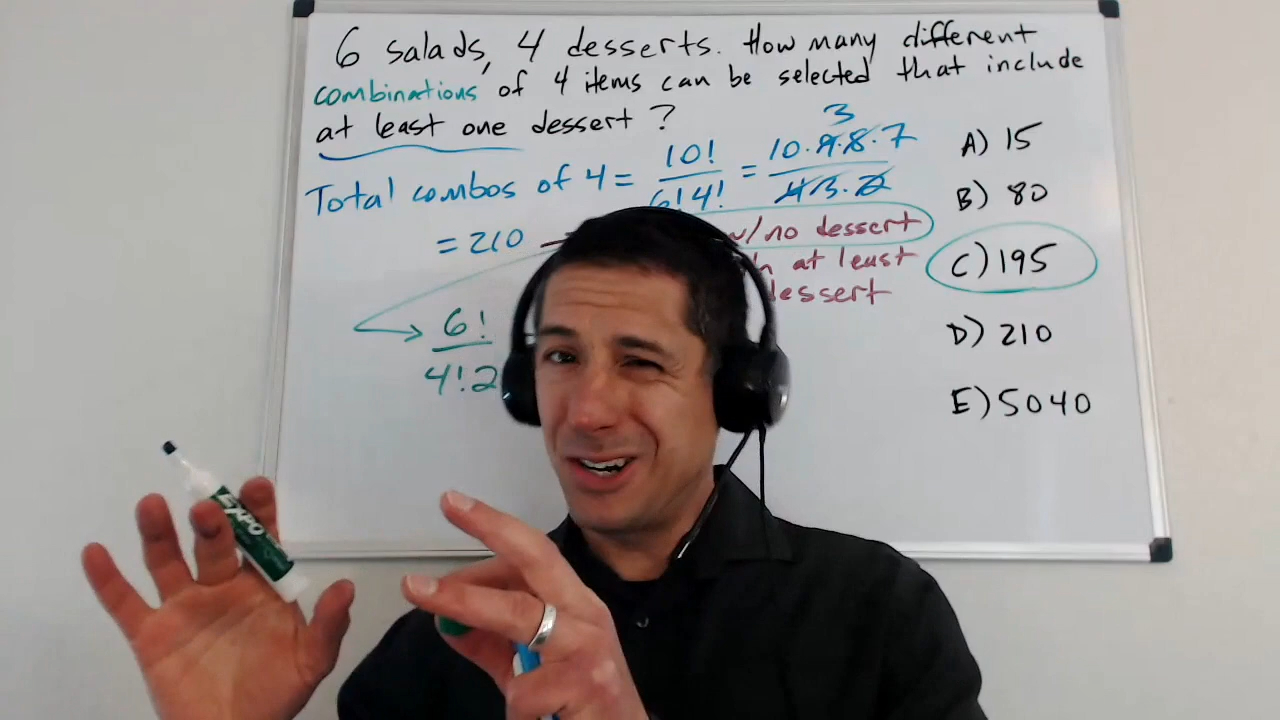 6 salads, 4 desserts. How many different
combinations of 4 items can be selected that include
at least one dessert ?
3
Total combos of 4 = 10! / 6!4! = 10·9·8·7 / 4·3·2
= 210 — w/no dessert
at least
dessert
6! / 4!2
A) 15
B) 80
C) 195
D) 210
E) 5040
EXPO